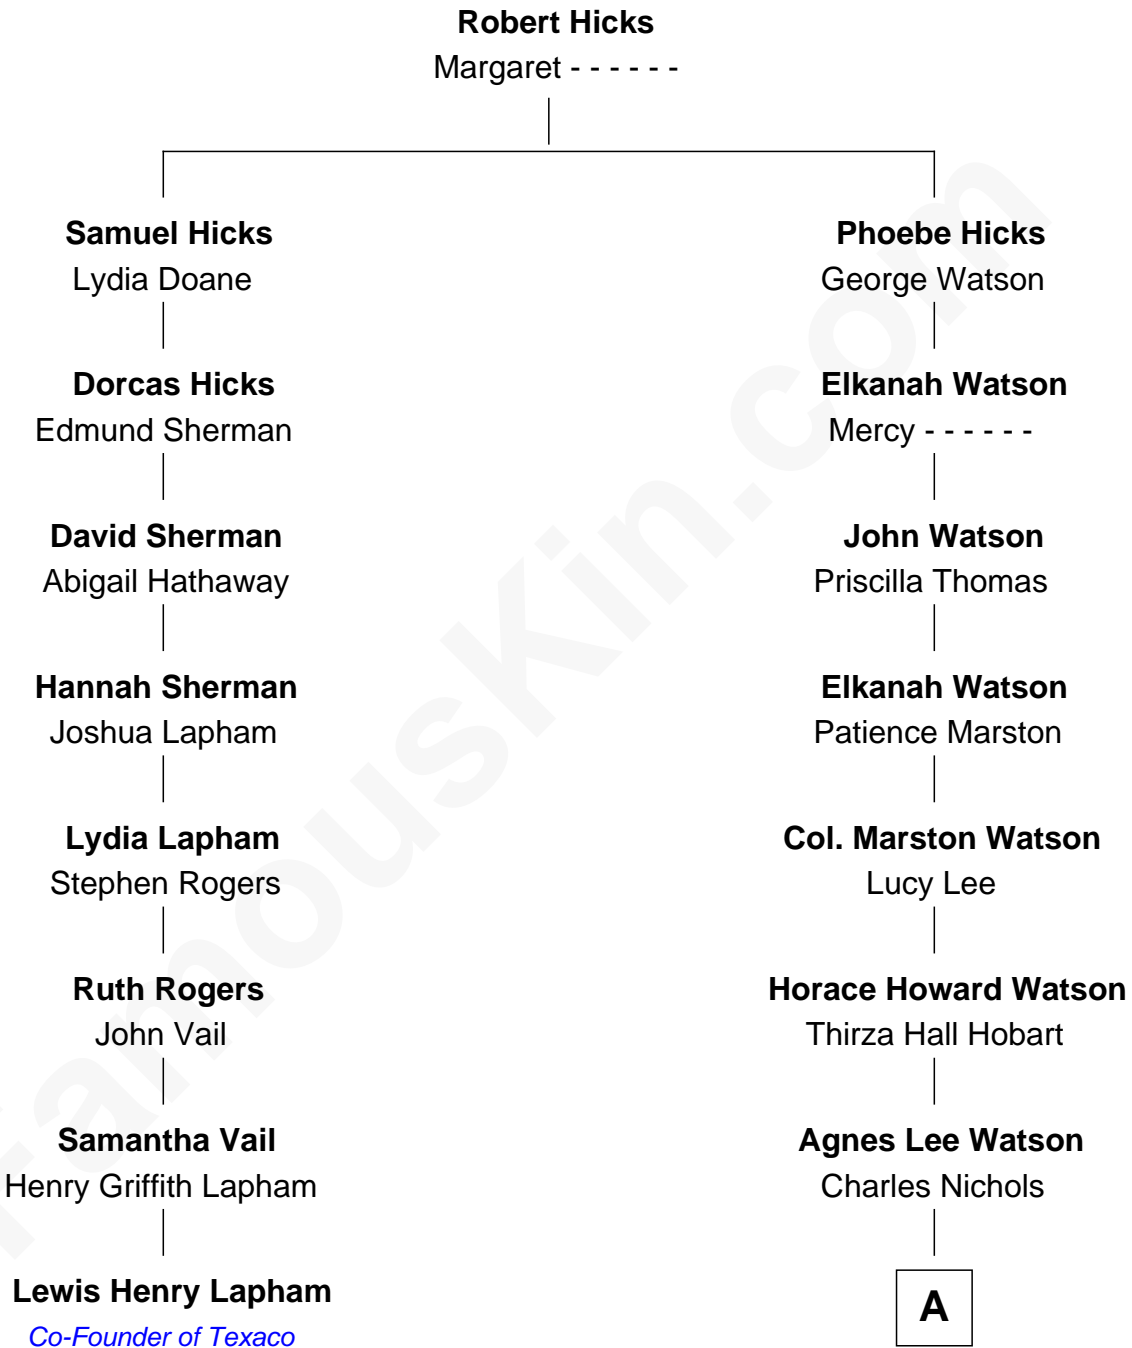 Robert Hicks
Margaret - - - - - -
Samuel Hicks
Lydia Doane
Phoebe Hicks
George Watson
Dorcas Hicks
Edmund Sherman
Elkanah Watson
Mercy - - - - - -
David Sherman
Abigail Hathaway
John Watson
Priscilla Thomas
Hannah Sherman
Joshua Lapham
Elkanah Watson
Patience Marston
Lydia Lapham
Stephen Rogers
Col. Marston Watson
Lucy Lee
Ruth Rogers
John Vail
Horace Howard Watson
Thirza Hall Hobart
Samantha Vail
Henry Griffith Lapham
Agnes Lee Watson
Charles Nichols
Lewis Henry Lapham
Co-Founder of Texaco
A
FamousKin.com